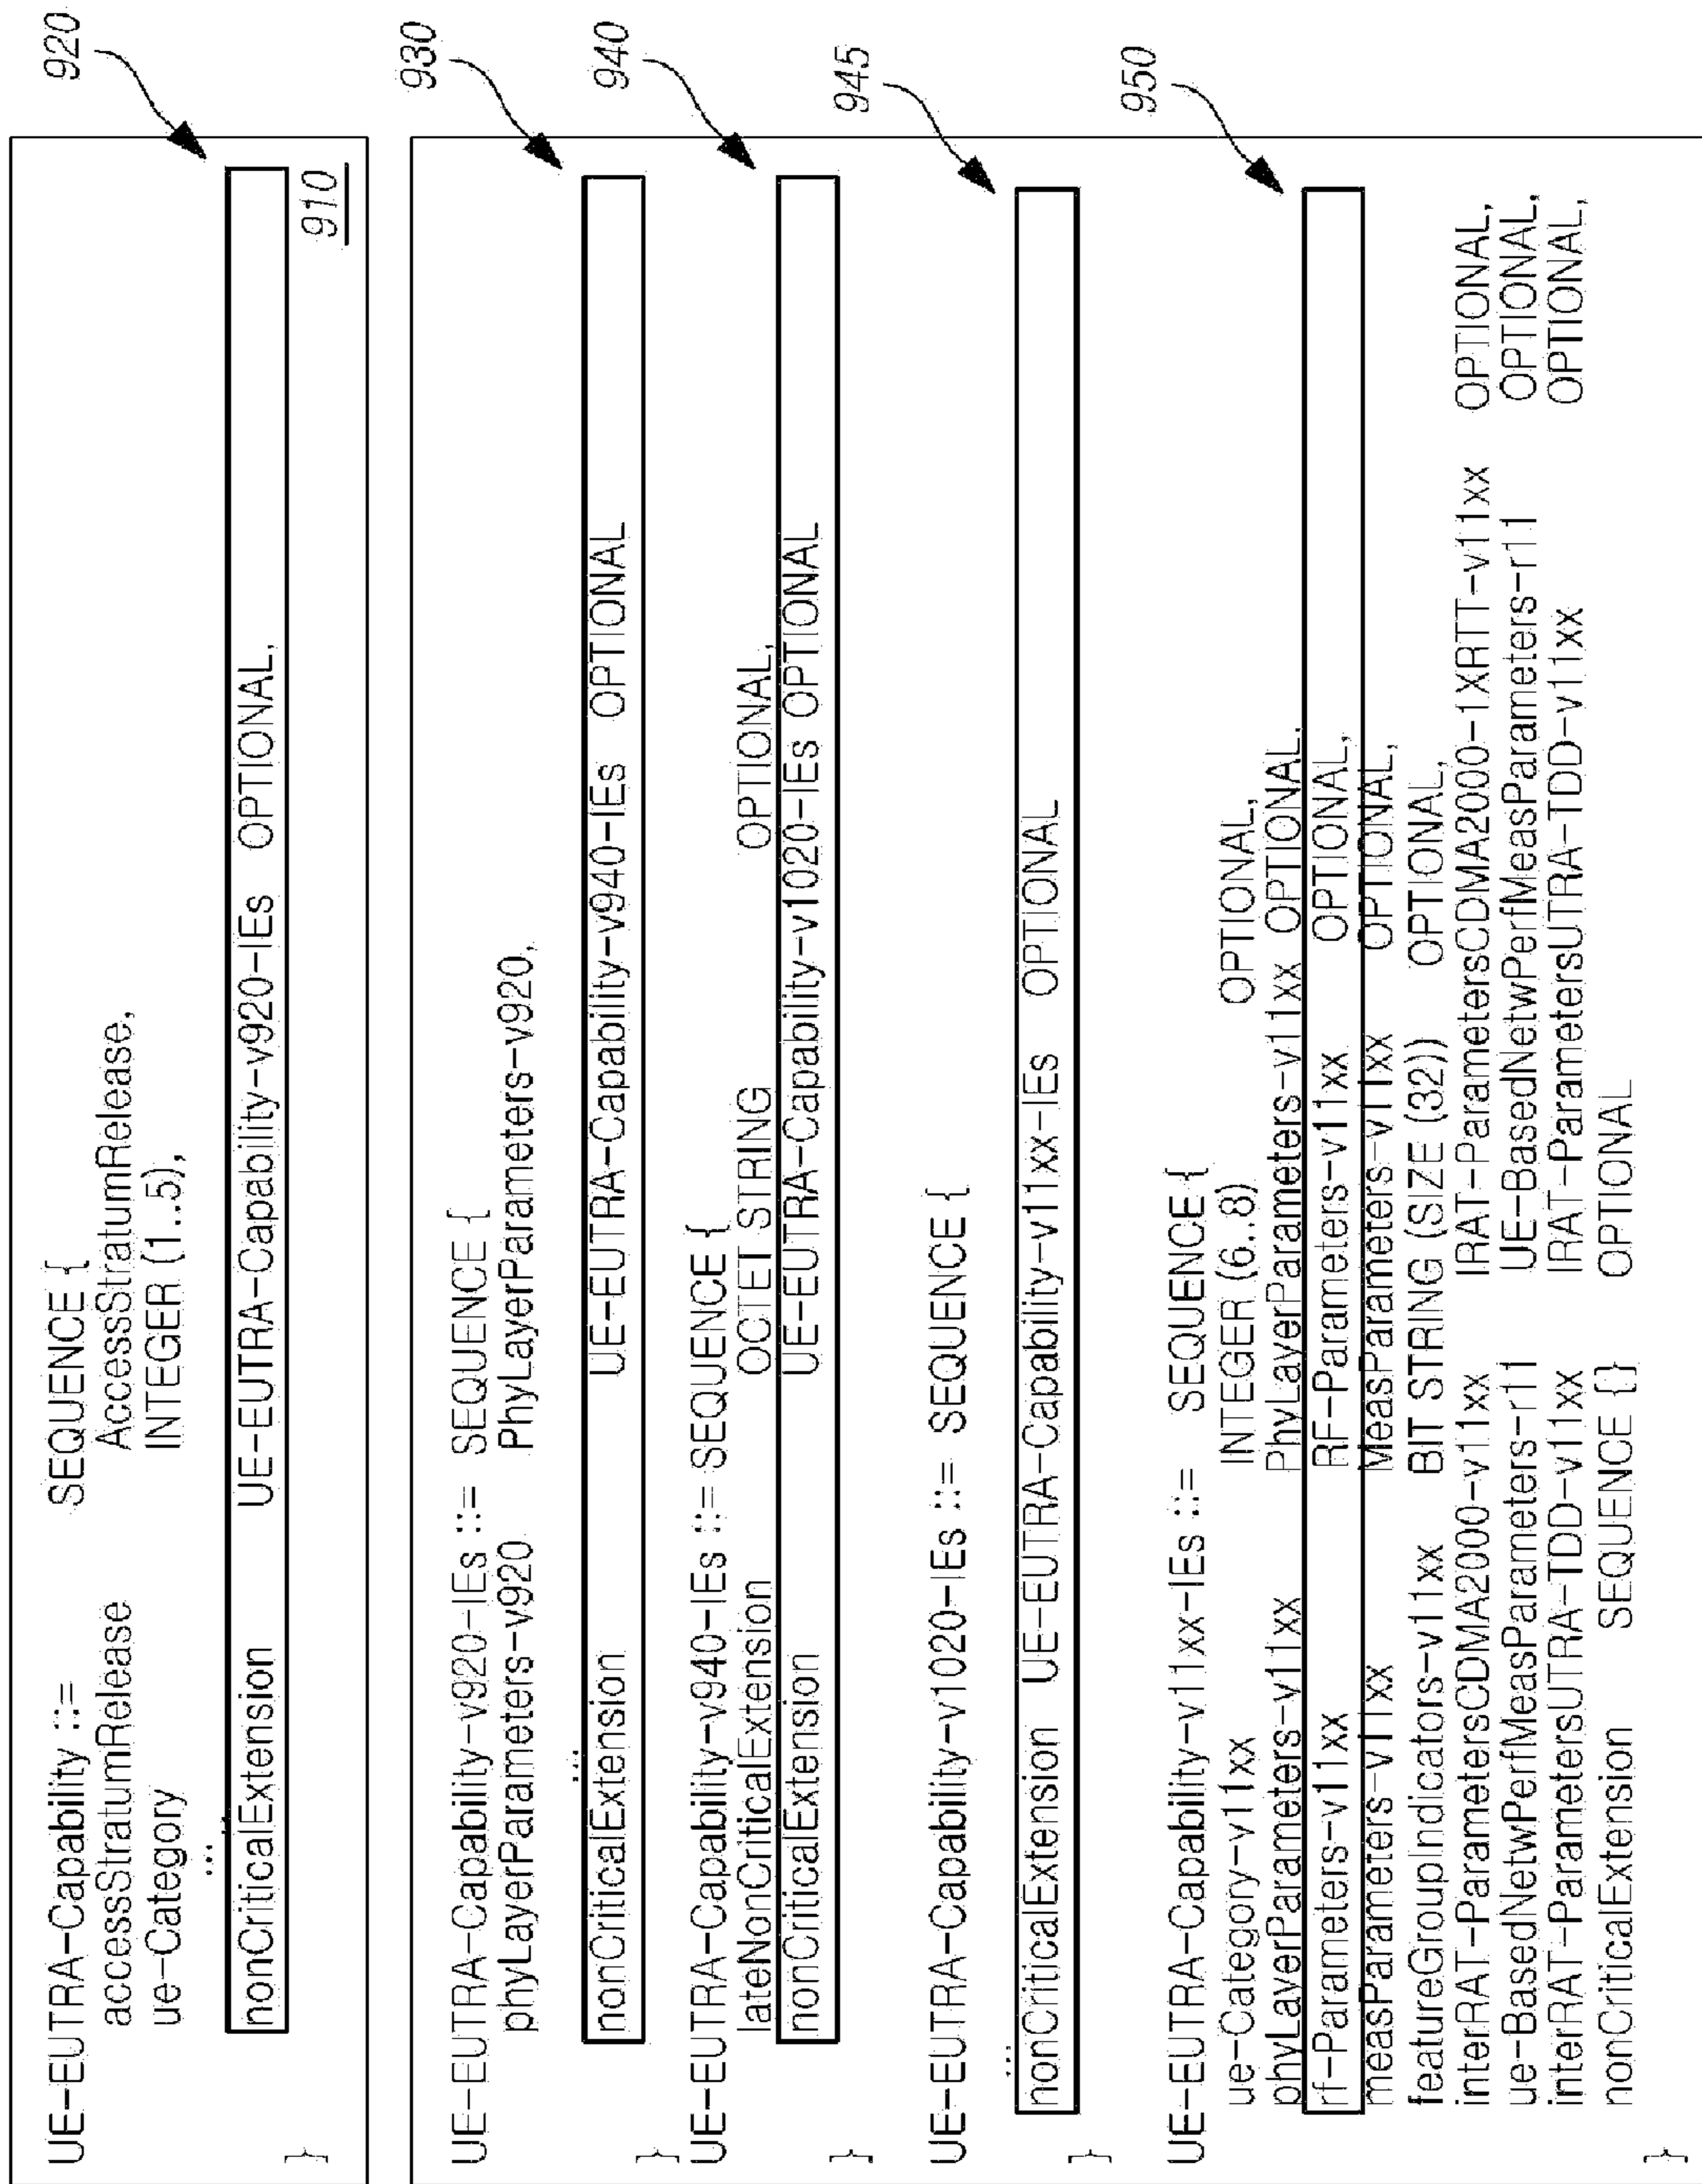 UE-EUTRA-Capability ::= SEQUENCE {
accessStratumRelease AccessStratumRelease,
ue-Category INTEGER (1..5),
...
nonCriticalExtension UE-EUTRA-Capability-v920-IEs OPTIONAL,
920
}
910
UE-EUTRA-Capability-v920-IEs ::= SEQUENCE {
phyLayerParameters-v920 PhyLayerParameters-v920,
...
nonCriticalExtension UE-EUTRA-Capability-v940-IEs OPTIONAL
930
}
UE-EUTRA-Capability-v940-IEs ::= SEQUENCE {
lateNonCriticalExtension OCTET STRING OPTIONAL,
nonCriticalExtension UE-EUTRA-Capability-v1020-IEs OPTIONAL
940
}
UE-EUTRA-Capability-v1020-IEs ::= SEQUENCE {
...
nonCriticalExtension UE-EUTRA-Capability-v11xx-IEs OPTIONAL
945
}
UE-EUTRA-Capability-v11xx-IEs ::= SEQUENCE {
ue-Category-v11xx INTEGER (6..8) OPTIONAL,
phyLayerParameters-v11xx PhyLayerParameters-v11xx OPTIONAL,
rf-Parameters-v11xx RF-Parameters-v11xx OPTIONAL,
950
measParameters-v11xx MeasParameters-v11xx OPTIONAL,
featureGroupIndicators-v11xx BIT STRING (SIZE (32)) OPTIONAL,
interRAT-ParametersCDMA2000-v11xx IRAT-ParametersCDMA2000-1XRTT-v11xx OPTIONAL,
ue-BasedNetwPerfMeasParameters-r11 UE-BasedNetwPerfMeasParameters-r11 OPTIONAL,
interRAT-ParametersUTRA-TDD-v11xx IRAT-ParametersUTRA-TDD-v11xx OPTIONAL,
nonCriticalExtension SEQUENCE {} OPTIONAL
}